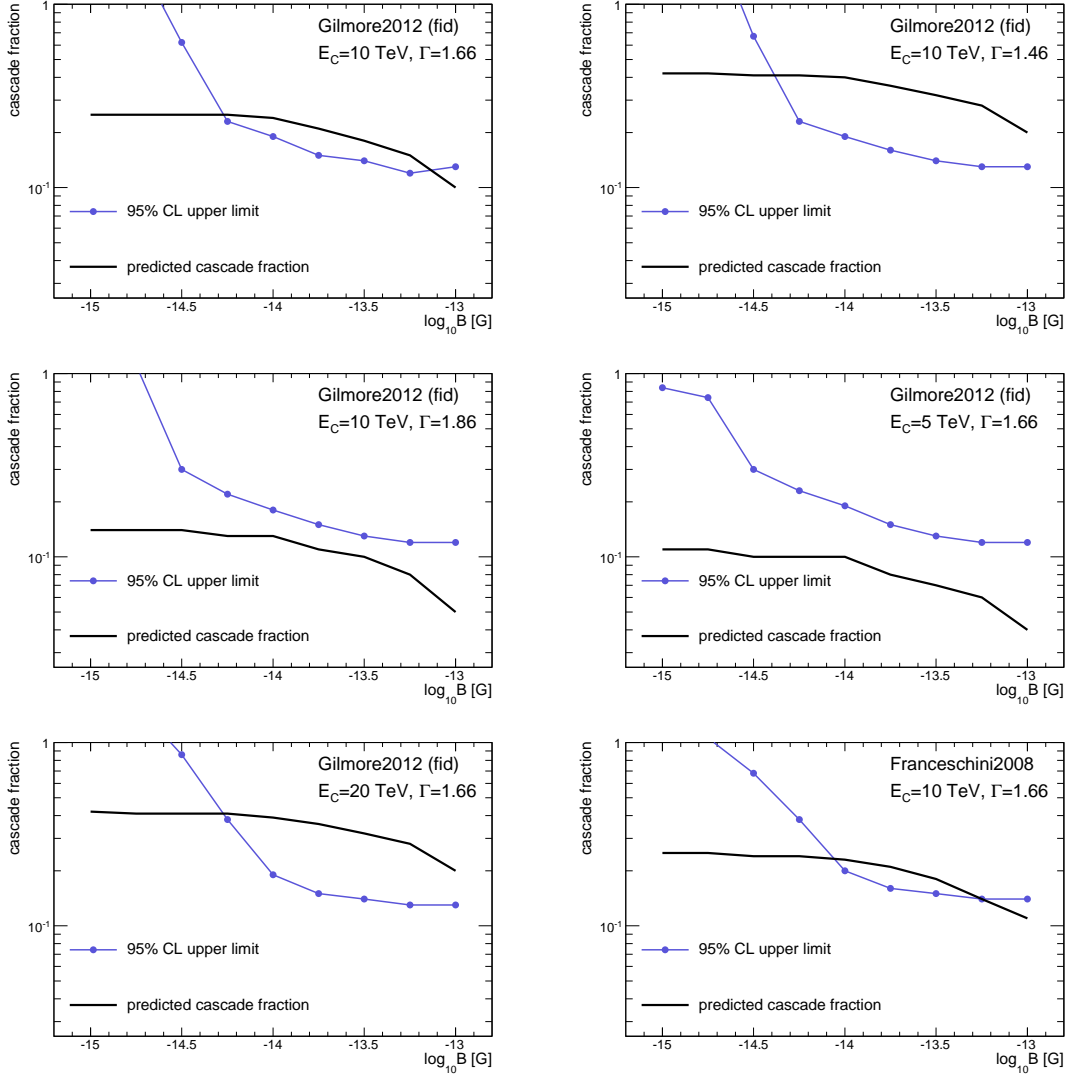 cascade fraction
1
10⁻¹
Gilmore2012 (fid)
E_C=10 TeV, Γ=1.66
95% CL upper limit
predicted cascade fraction
-15 -14.5 -14 -13.5 -13
log₁₀B [G]
cascade fraction
1
10⁻¹
Gilmore2012 (fid)
E_C=10 TeV, Γ=1.46
95% CL upper limit
predicted cascade fraction
-15 -14.5 -14 -13.5 -13
log₁₀B [G]
cascade fraction
1
10⁻¹
Gilmore2012 (fid)
E_C=10 TeV, Γ=1.86
95% CL upper limit
predicted cascade fraction
-15 -14.5 -14 -13.5 -13
log₁₀B [G]
cascade fraction
1
10⁻¹
Gilmore2012 (fid)
E_C=5 TeV, Γ=1.66
95% CL upper limit
predicted cascade fraction
-15 -14.5 -14 -13.5 -13
log₁₀B [G]
cascade fraction
1
10⁻¹
Gilmore2012 (fid)
E_C=20 TeV, Γ=1.66
95% CL upper limit
predicted cascade fraction
-15 -14.5 -14 -13.5 -13
log₁₀B [G]
cascade fraction
1
10⁻¹
Franceschini2008
E_C=10 TeV, Γ=1.66
95% CL upper limit
predicted cascade fraction
-15 -14.5 -14 -13.5 -13
log₁₀B [G]